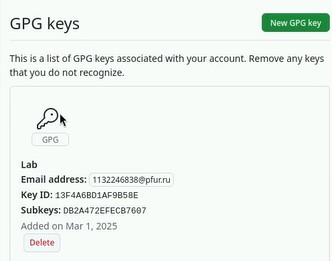 GPG keys
New GPG key
This is a list of GPG keys associated with your account. Remove any keys
that you do not recognize.
GPG
Lab
Email address: 1132246838@pfur.ru
Key ID: 13F4A6BD1AF9B58E
Subkeys: DB2A472EFECB7607
Added on Mar 1, 2025
Delete